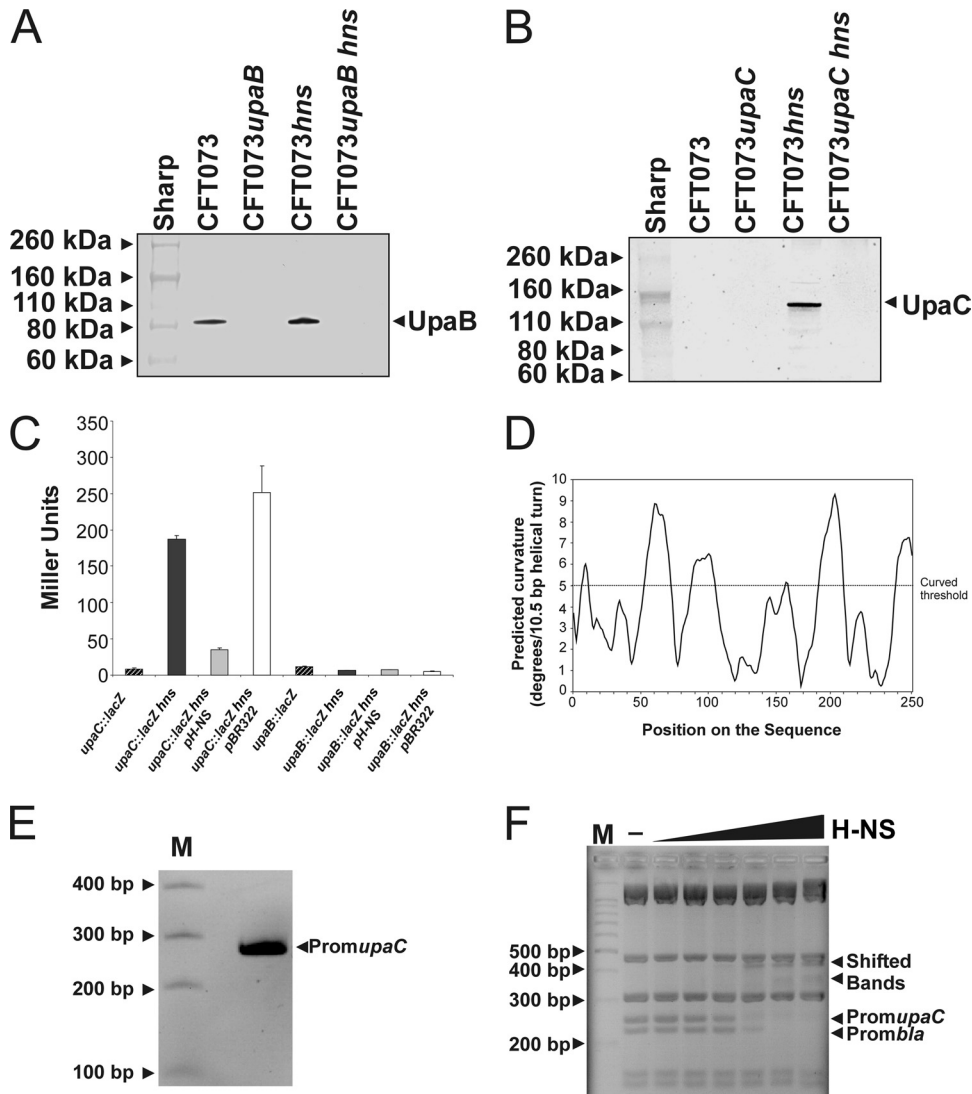 A
Sharp
CFT073
CFT073upaB
CFT073hns
CFT073upaB hns
260 kDa
160 kDa
110 kDa
80 kDa
60 kDa
UpaB
B
Sharp
CFT073
CFT073upaC
CFT073hns
CFT073upaC hns
260 kDa
160 kDa
110 kDa
80 kDa
60 kDa
UpaC
C
Miller Units
350
300
250
200
150
100
50
0
upaC::lacZ
upaC::lacZ hns
upaC::lacZ hns
pH-NS
upaC::lacZ hns
pBR322
upaB::lacZ
upaB::lacZ hns
upaB::lacZ hns
pH-NS
upaB::lacZ hns
pBR322
D
Predicted curvature
(degrees/10.5 bp helical turn)
10
9
8
7
6
5
4
3
2
1
0
Curved
threshold
0
50
100
150
200
250
Position on the Sequence
E
M
400 bp
300 bp
200 bp
100 bp
PromupaC
F
M
–
H-NS
500 bp
400 bp
300 bp
200 bp
Shifted
Bands
PromupaC
Prombla